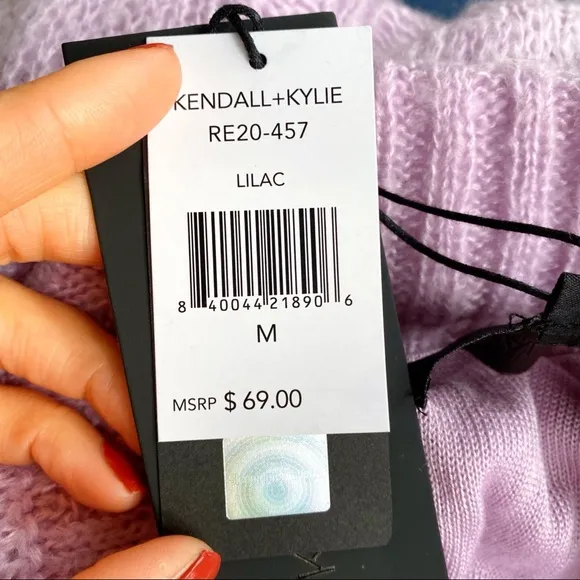 KENDALL+KYLIE
RE20-457
LILAC
8 40044 21890 6
M
MSRP $ 69.00